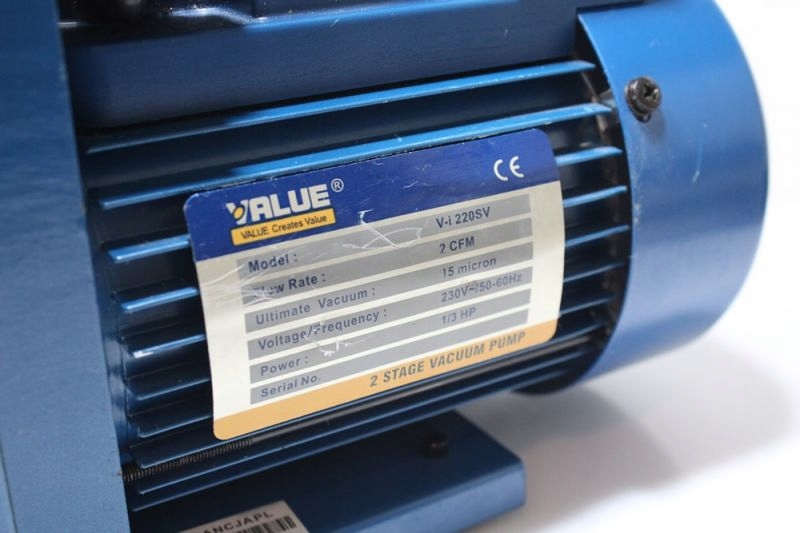 VALUE®
VALUE Creates Value
CE
Model : V-i 220SV
Flow Rate : 2 CFM
Ultimate Vacuum : 15 micron
Voltage/Frequency : 230V~/50-60Hz
Power : 1/3 HP
Serial No.
2 STAGE VACUUM PUMP
ANCJAPL